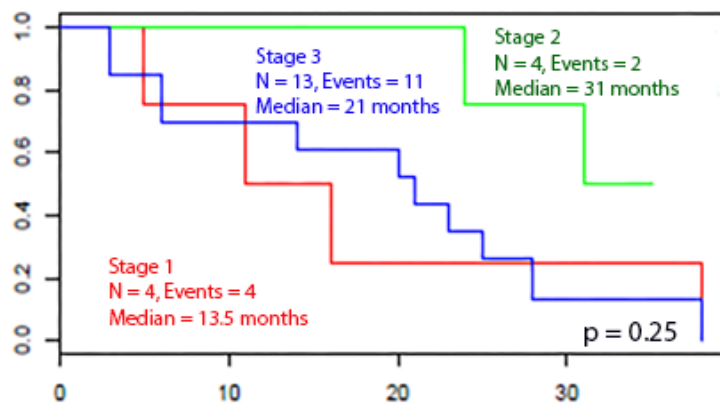 1.0
0.8
0.6
0.4
0.2
0.0
Stage 3
N = 13, Events = 11
Median = 21 months
Stage 2
N = 4, Events = 2
Median = 31 months
Stage 1
N = 4, Events = 4
Median = 13.5 months
p = 0.25
0
10
20
30